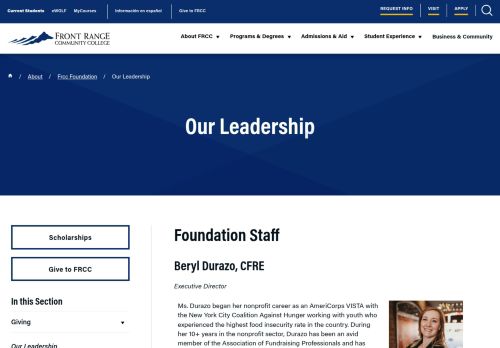 Current Students eWOLF MyCourses Información en español Give to FRCC REQUEST INFO VISIT APPLY
FRONT RANGE
COMMUNITY COLLEGE
About FRCC Programs & Degrees Admissions & Aid Student Experience Business & Community
/ About / Frcc Foundation / Our Leadership
Our Leadership
Scholarships
Give to FRCC
In this Section
Giving
Our Leadership
Foundation Staff
Beryl Durazo, CFRE
Executive Director
Ms. Durazo began her nonprofit career as an AmeriCorps VISTA with
the New York City Coalition Against Hunger working with youth who
experienced the highest food insecurity rate in the country. During
her 10+ years in the nonprofit sector, Durazo has been an avid
member of the Association of Fundraising Professionals and has